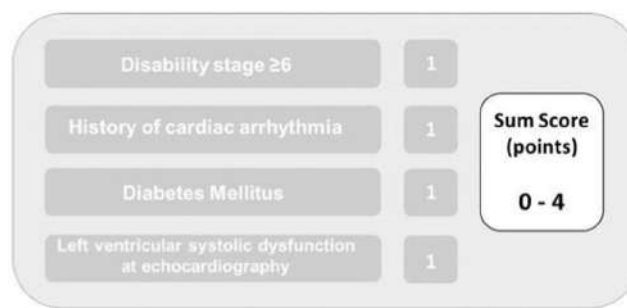 Disability stage ≥6
1
History of cardiac arrhythmia
1
Diabetes Mellitus
1
Left ventricular systolic dysfunction
at echocardiography
1
Sum Score
(points)
0 - 4